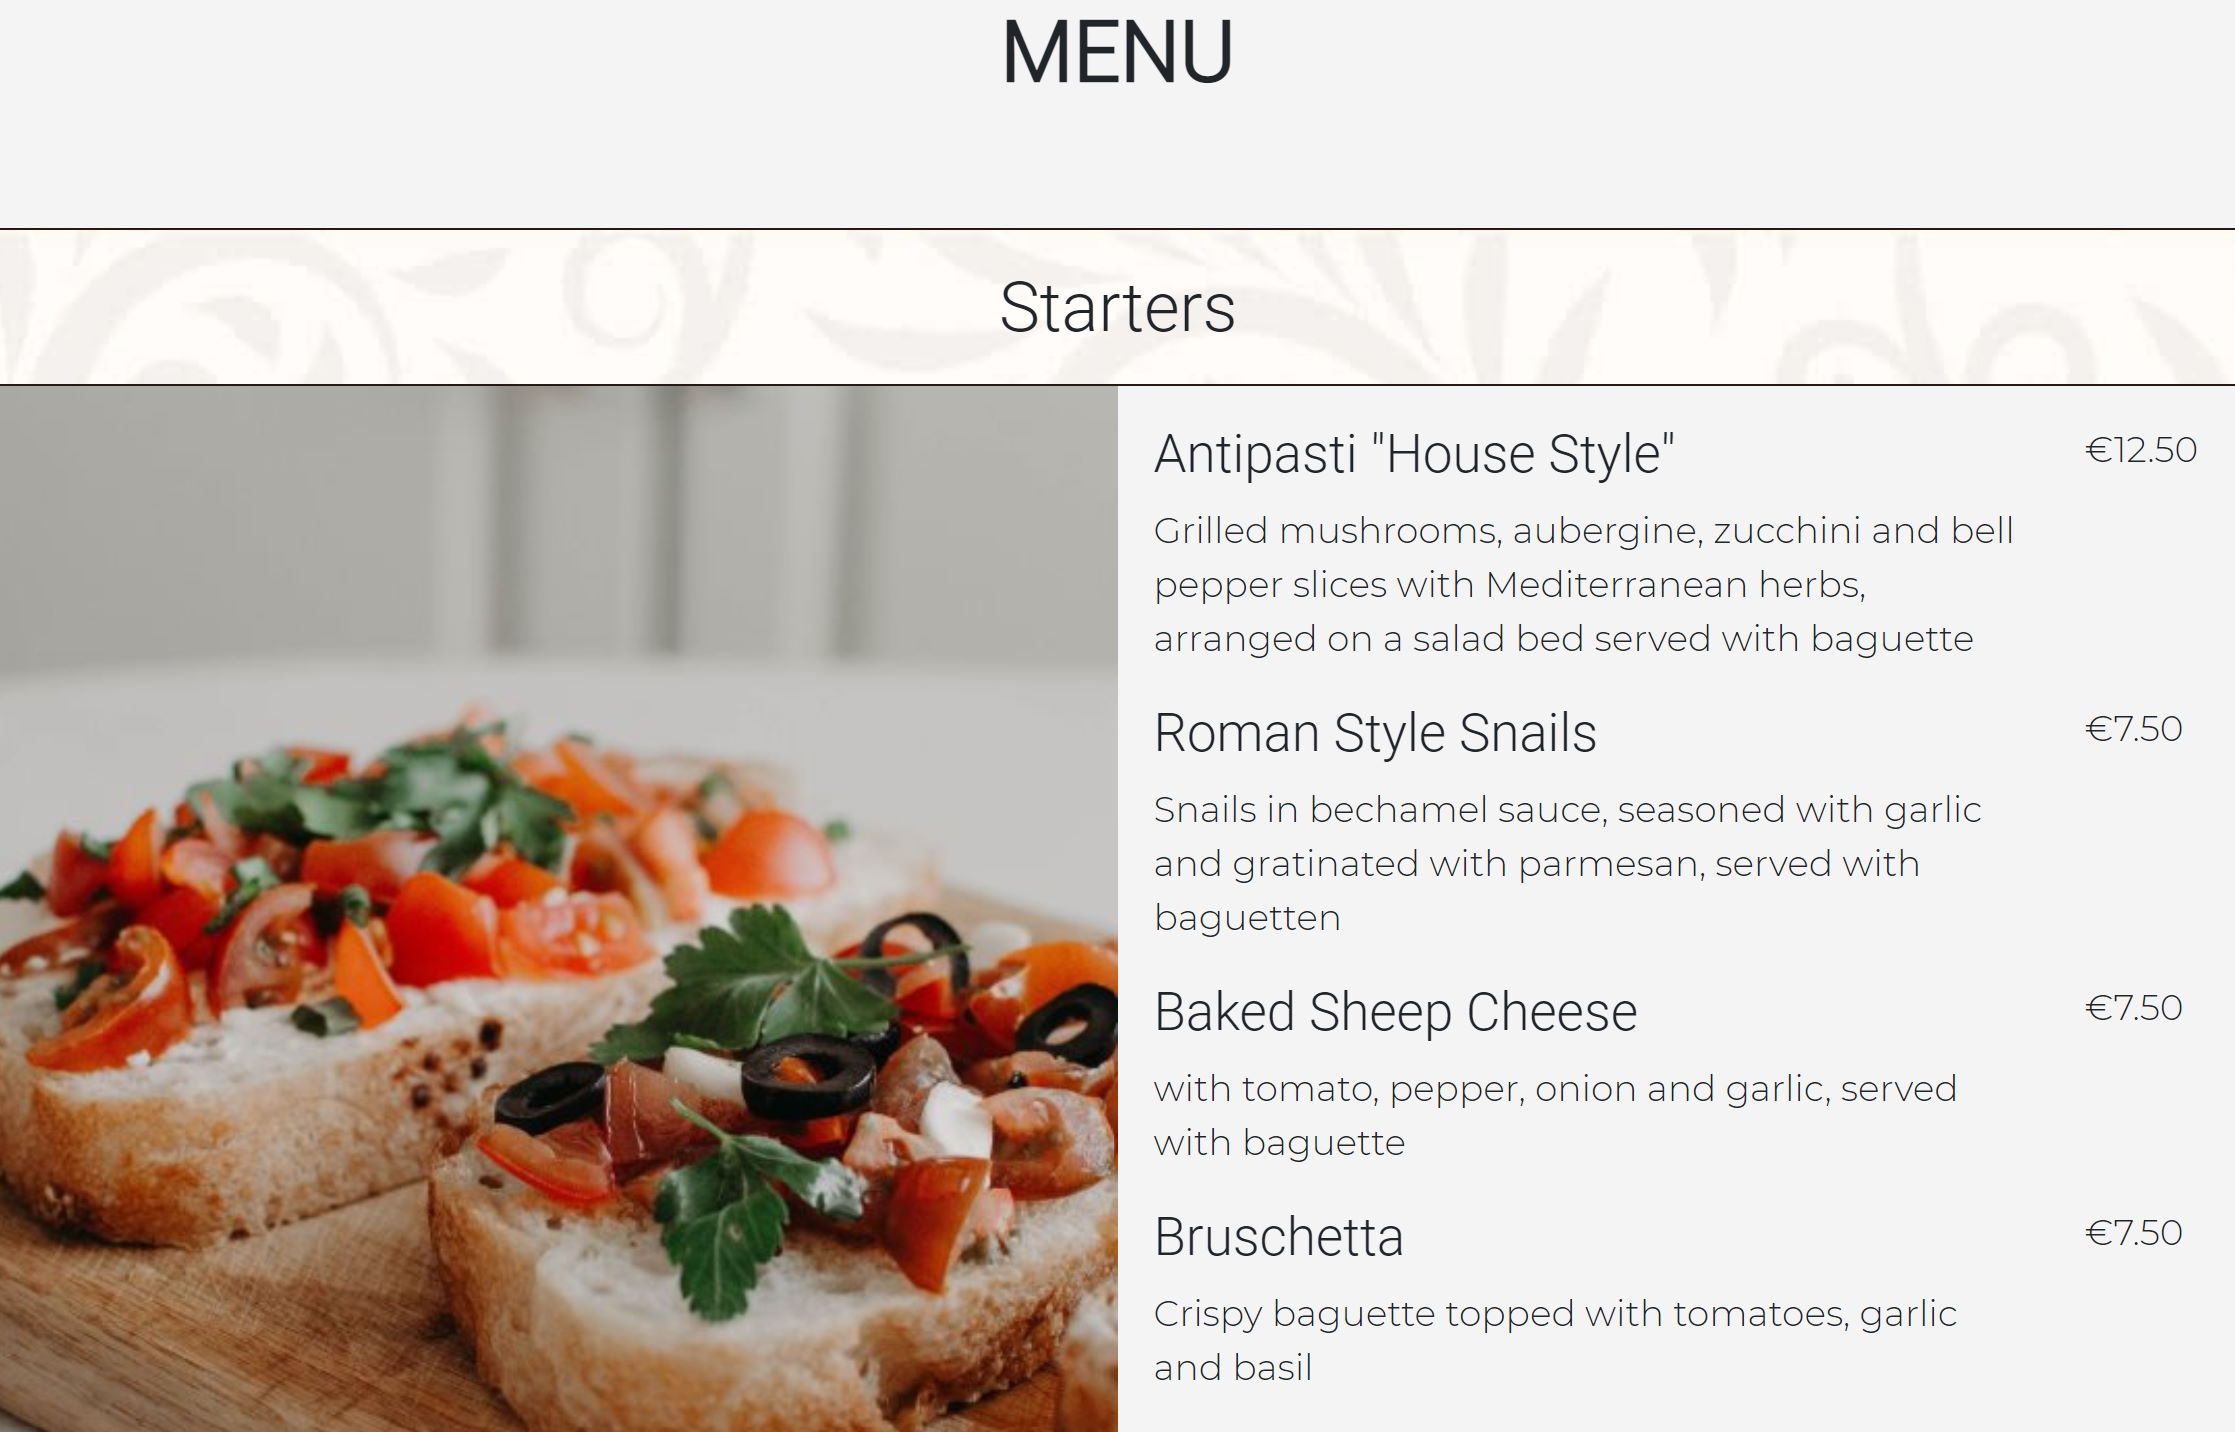 MENU
Starters
Antipasti "House Style"
€12.50
Grilled mushrooms, aubergine, zucchini and bell
pepper slices with Mediterranean herbs,
arranged on a salad bed served with baguette
Roman Style Snails
€7.50
Snails in bechamel sauce, seasoned with garlic
and gratinated with parmesan, served with
baguetten
Baked Sheep Cheese
€7.50
with tomato, pepper, onion and garlic, served
with baguette
Bruschetta
€7.50
Crispy baguette topped with tomatoes, garlic
and basil